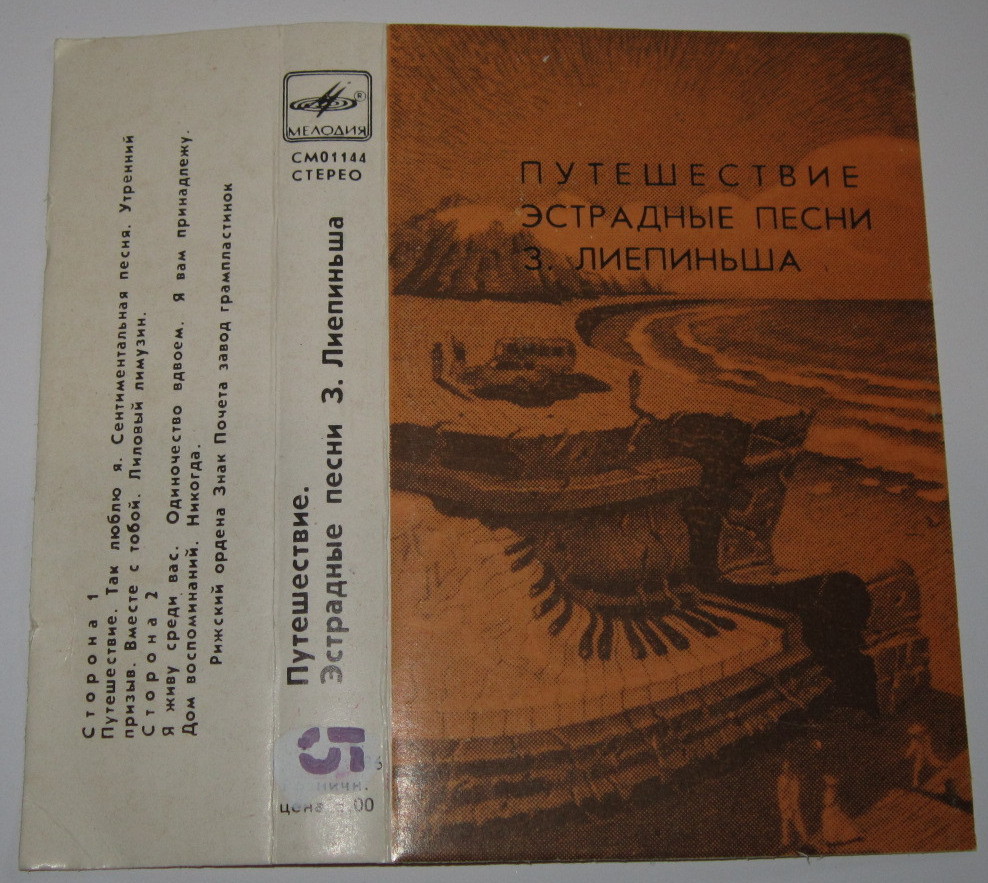 Сторона 1
Путешествие. Так люблю я. Сентиментальная песня. Утренний
призыв. Вместе с тобой. Лиловый лимузин.
Сторона 2
Я живу среди вас. Одиночество вдвоем. Я вам принадлежу.
Дом воспоминаний. Никогда.
Рижский ордена Знак Почета завод грампластинок
МЕЛОДИЯ
СМ01144
СТЕРЕО
Путешествие.
Эстрадные песни З. Лиепиньша
цена
ПУТЕШЕСТВИЕ
ЭСТРАДНЫЕ ПЕСНИ
З. ЛИЕПИНЬША